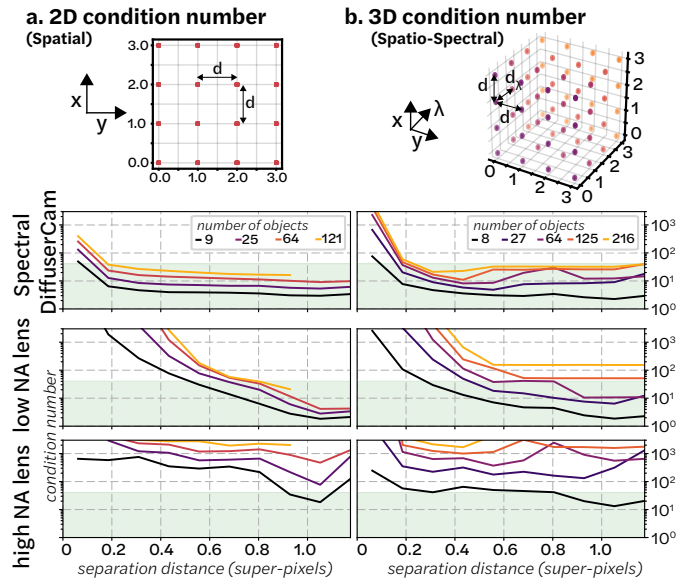 a. 2D condition number
(Spatial)
b. 3D condition number
(Spatio-Spectral)
3.0
2.0
1.0
0.0
0.0 1.0 2.0 3.0
d
d
x
y
d
d
λ
d
x
λ
y
3
2
1
0
0
1
2
3
0
1
2
3
Spectral
DiffuserCam
number of objects
9 25 64 121
number of objects
8 27 64 125 216
10³
10²
10¹
10⁰
low NA lens
condition number
10³
10²
10¹
10⁰
high NA lens
10³
10²
10¹
10⁰
0 0.2 0.4 0.6 0.8 1.0
0 0.2 0.4 0.6 0.8 1.0
separation distance (super-pixels)
separation distance (super-pixels)